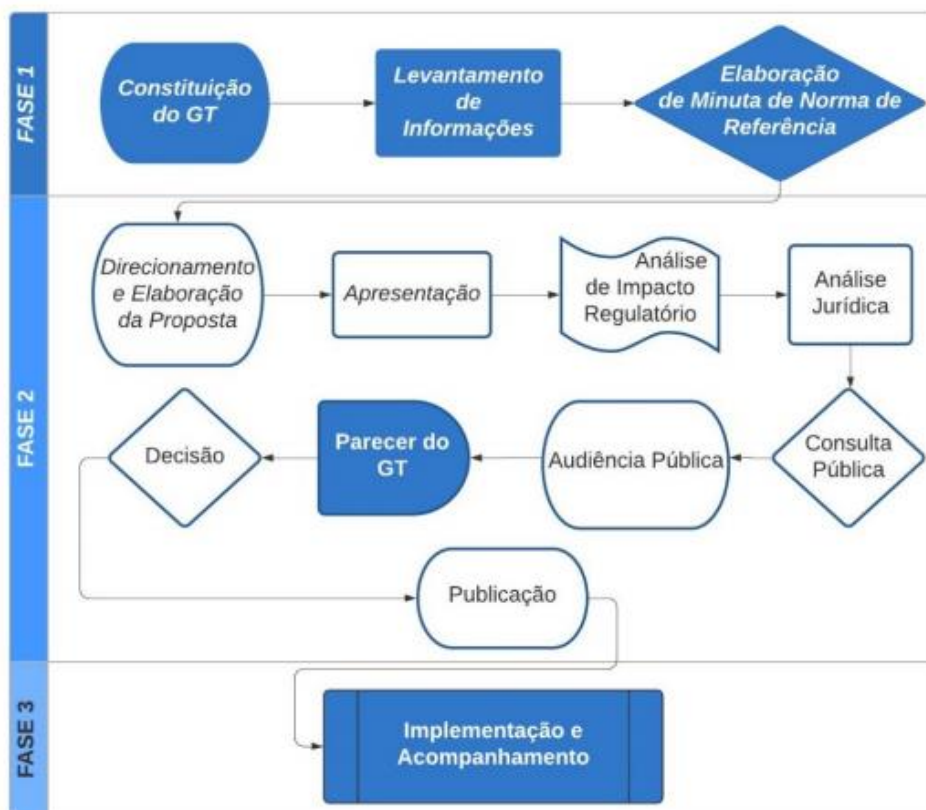 FASE 1
Constituição
do GT
Levantamento
de
Informações
Elaboração
de Minuta de Norma de
Referência
FASE 2
Direcionamento
e Elaboração
da Proposta
Apresentação
Análise
de Impacto
Regulatório
Análise
Jurídica
Consulta
Pública
Audiência Pública
Parecer do
GT
Decisão
Publicação
FASE 3
Implementação e
Acompanhamento